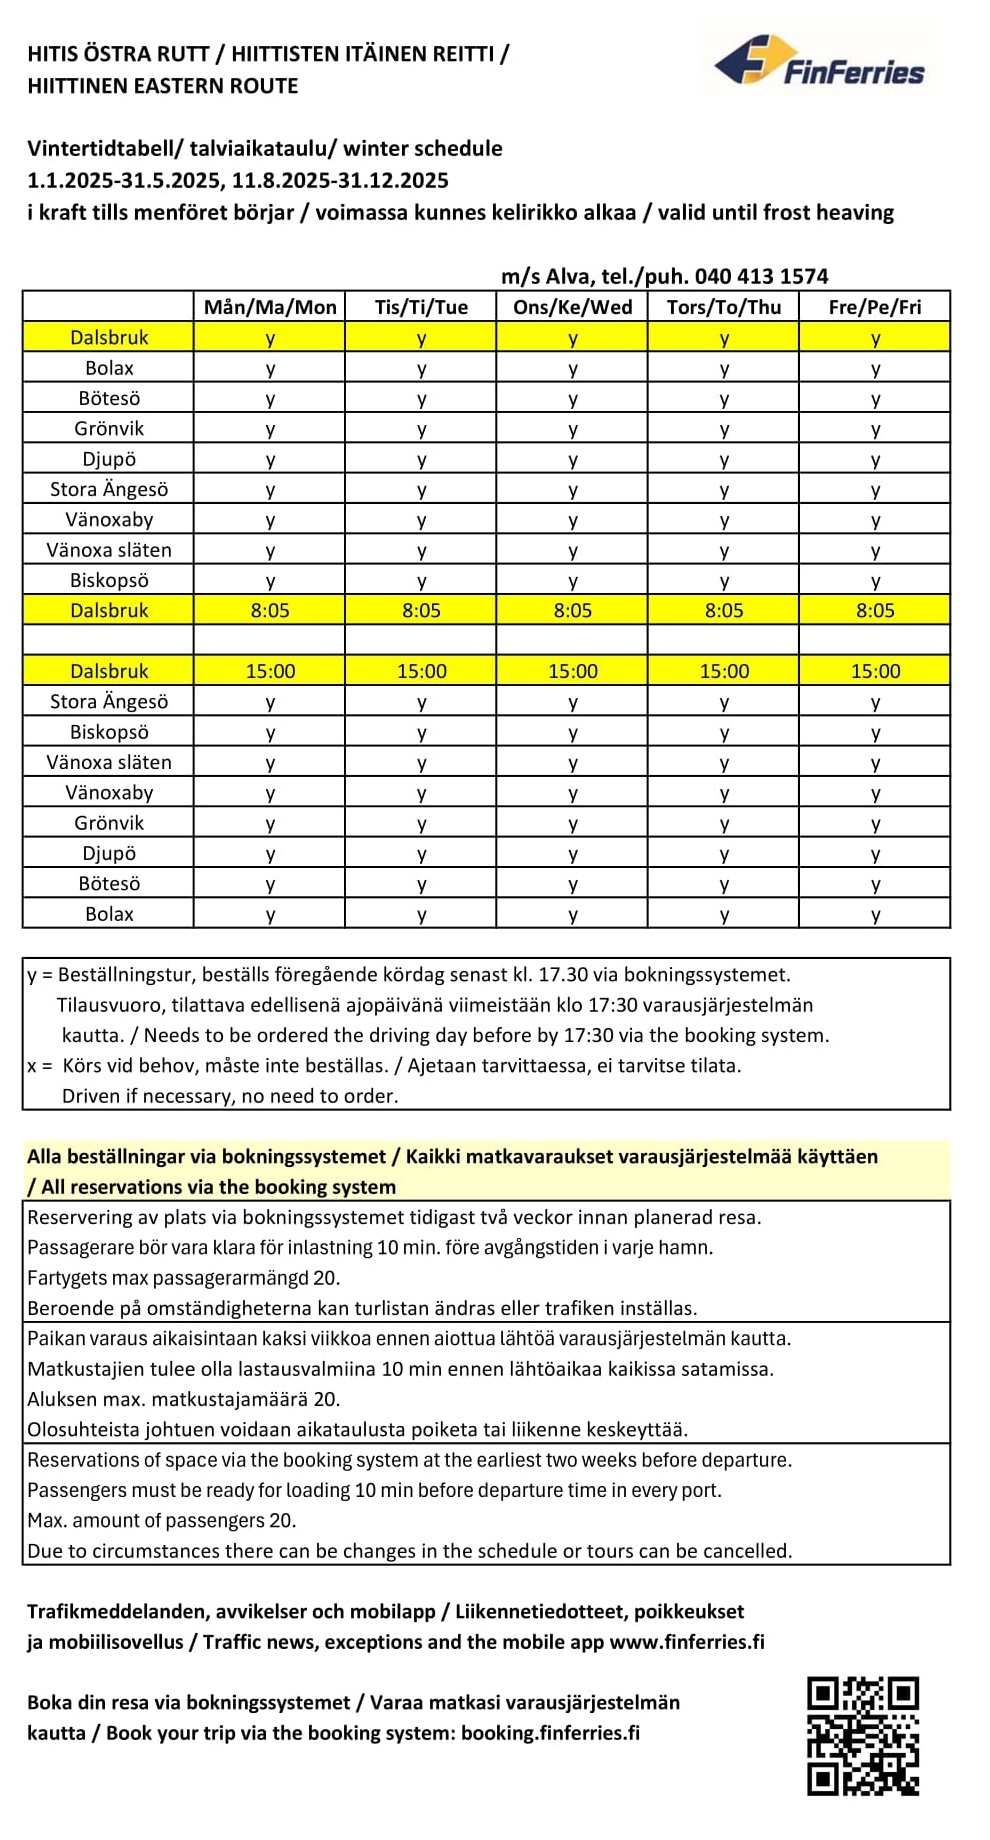 HITIS ÖSTRA RUTT / HIITTISTEN ITÄINEN REITTI /
HIITTINEN EASTERN ROUTE
FinFerries
Vintertidtabell/ talviaikataulu/ winter schedule
1.1.2025-31.5.2025, 11.8.2025-31.12.2025
i kraft tills menföret börjar / voimassa kunnes kelirikko alkaa / valid until frost heaving
m/s Alva, tel./puh. 040 413 1574
Mån/Ma/Mon Tis/Ti/Tue Ons/Ke/Wed Tors/To/Thu Fre/Pe/Fri
Dalsbruk y y y y y
Bolax y y y y y
Bötesö y y y y y
Grönvik y y y y y
Djupö y y y y y
Stora Ängesö y y y y y
Vänoxaby y y y y y
Vänoxa släten y y y y y
Biskopsö y y y y y
Dalsbruk 8:05 8:05 8:05 8:05 8:05
Dalsbruk 15:00 15:00 15:00 15:00 15:00
Stora Ängesö y y y y y
Biskopsö y y y y y
Vänoxa släten y y y y y
Vänoxaby y y y y y
Grönvik y y y y y
Djupö y y y y y
Bötesö y y y y y
Bolax y y y y y
y = Beställningstur, beställs föregående kördag senast kl. 17.30 via bokningssystemet.
Tilausvuoro, tilattava edellisenä ajopäivänä viimeistään klo 17:30 varausjärjestelmän
kautta. / Needs to be ordered the driving day before by 17:30 via the booking system.
x = Körs vid behov, måste inte beställas. / Ajetaan tarvittaessa, ei tarvitse tilata.
Driven if necessary, no need to order.
Alla beställningar via bokningssystemet / Kaikki matkavaraukset varausjärjestelmää käyttäen
/ All reservations via the booking system
Reservering av plats via bokningssystemet tidigast två veckor innan planerad resa.
Passagerare bör vara klara för inlastning 10 min. före avgångstiden i varje hamn.
Fartygets max passagerarmängd 20.
Beroende på omständigheterna kan turlistan ändras eller trafiken inställas.
Paikan varaus aikaisintaan kaksi viikkoa ennen aiottua lähtöä varausjärjestelmän kautta.
Matkustajien tulee olla lastausvalmiina 10 min ennen lähtöaikaa kaikissa satamissa.
Aluksen max. matkustajamäärä 20.
Olosuhteista johtuen voidaan aikataulusta poiketa tai liikenne keskeyttää.
Reservations of space via the booking system at the earliest two weeks before departure.
Passengers must be ready for loading 10 min before departure time in every port.
Max. amount of passengers 20.
Due to circumstances there can be changes in the schedule or tours can be cancelled.
Trafikmeddelanden, avvikelser och mobilapp / Liikennetiedotteet, poikkeukset
ja mobiilisovellus / Traffic news, exceptions and the mobile app www.finferries.fi
Boka din resa via bokningssystemet / Varaa matkasi varausjärjestelmän
kautta / Book your trip via the booking system: booking.finferries.fi